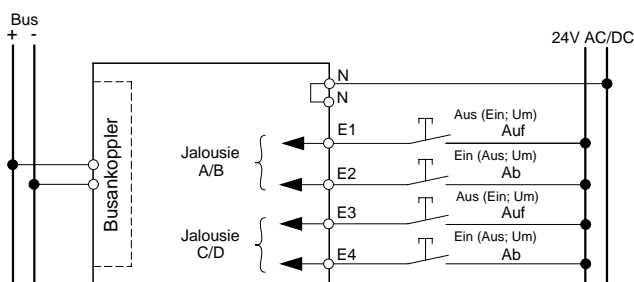 Bus
+ -
24V AC/DC
N
N
Busankoppler
Jalousie
A/B
E1
Aus (Ein; Um)
Auf
E2
Ein (Aus; Um)
Ab
Jalousie
C/D
E3
Aus (Ein; Um)
Auf
E4
Ein (Aus; Um)
Ab